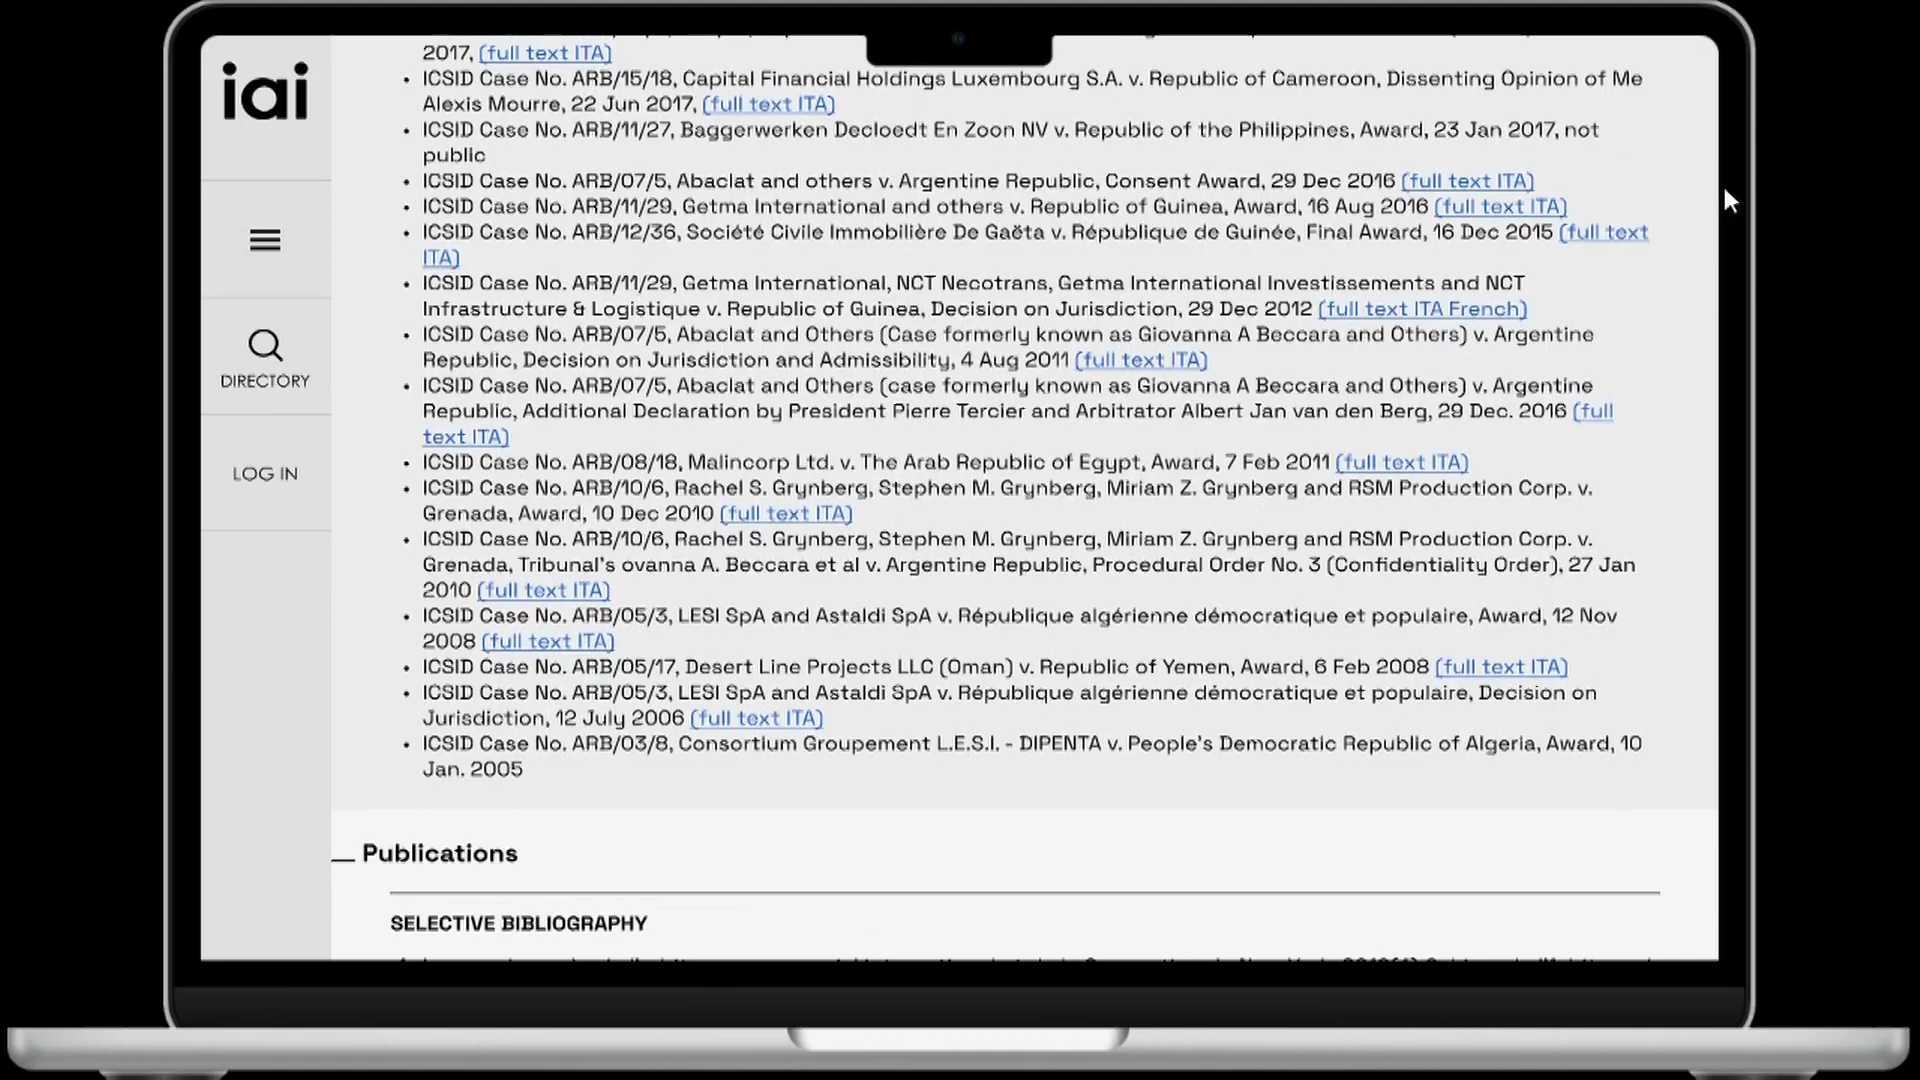 iai
DIRECTORY
LOG IN
2017, (full text ITA)
• ICSID Case No. ARB/15/18, Capital Financial Holdings Luxembourg S.A. v. Republic of Cameroon, Dissenting Opinion of Me
Alexis Mourre, 22 Jun 2017, (full text ITA)
• ICSID Case No. ARB/11/27, Baggerwerken Decloedt En Zoon NV v. Republic of the Philippines, Award, 23 Jan 2017, not
public
• ICSID Case No. ARB/07/5, Abaclat and others v. Argentine Republic, Consent Award, 29 Dec 2016 (full text ITA)
• ICSID Case No. ARB/11/29, Getma International and others v. Republic of Guinea, Award, 16 Aug 2016 (full text ITA)
• ICSID Case No. ARB/12/36, Société Civile Immobilière De Gaëta v. République de Guinée, Final Award, 16 Dec 2015 (full text
ITA)
• ICSID Case No. ARB/11/29, Getma International, NCT Necotrans, Getma International Investissements and NCT
Infrastructure & Logistique v. Republic of Guinea, Decision on Jurisdiction, 29 Dec 2012 (full text ITA French)
• ICSID Case No. ARB/07/5, Abaclat and Others (Case formerly known as Giovanna A Beccara and Others) v. Argentine
Republic, Decision on Jurisdiction and Admissibility, 4 Aug 2011 (full text ITA)
• ICSID Case No. ARB/07/5, Abaclat and Others (case formerly known as Giovanna A Beccara and Others) v. Argentine
Republic, Additional Declaration by President Pierre Tercier and Arbitrator Albert Jan van den Berg, 29 Dec. 2016 (full
text ITA)
• ICSID Case No. ARB/08/18, Malincorp Ltd. v. The Arab Republic of Egypt, Award, 7 Feb 2011 (full text ITA)
• ICSID Case No. ARB/10/6, Rachel S. Grynberg, Stephen M. Grynberg, Miriam Z. Grynberg and RSM Production Corp. v.
Grenada, Award, 10 Dec 2010 (full text ITA)
• ICSID Case No. ARB/10/6, Rachel S. Grynberg, Stephen M. Grynberg, Miriam Z. Grynberg and RSM Production Corp. v.
Grenada, Tribunal's ovanna A. Beccara et al v. Argentine Republic, Procedural Order No. 3 (Confidentiality Order), 27 Jan
2010 (full text ITA)
• ICSID Case No. ARB/05/3, LESI SpA and Astaldi SpA v. République algérienne démocratique et populaire, Award, 12 Nov
2008 (full text ITA)
• ICSID Case No. ARB/05/17, Desert Line Projects LLC (Oman) v. Republic of Yemen, Award, 6 Feb 2008 (full text ITA)
• ICSID Case No. ARB/05/3, LESI SpA and Astaldi SpA v. République algérienne démocratique et populaire, Decision on
Jurisdiction, 12 July 2006 (full text ITA)
• ICSID Case No. ARB/03/8, Consortium Groupement L.E.S.I. - DIPENTA v. People's Democratic Republic of Algeria, Award, 10
Jan. 2005
Publications
SELECTIVE BIBLIOGRAPHY